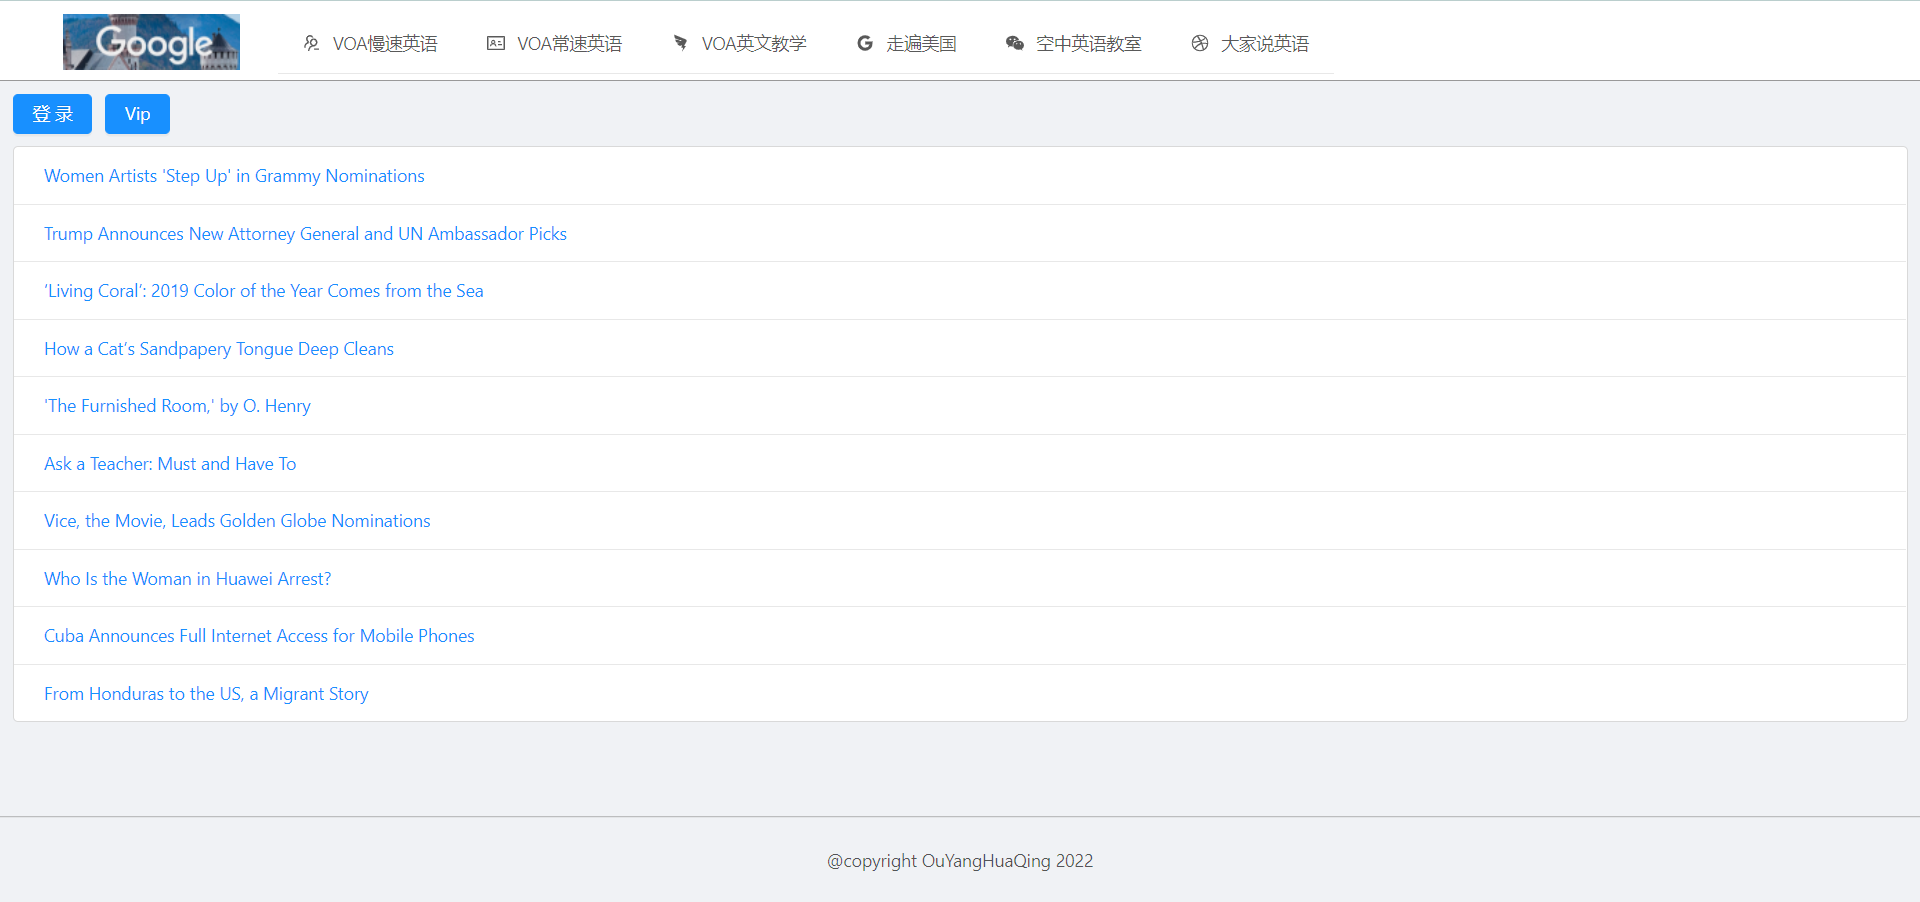 Google
VOA慢速英语 VOA常速英语 VOA英文教学 走遍美国 空中英语教室 大家说英语
登录 Vip
Women Artists 'Step Up' in Grammy Nominations
Trump Announces New Attorney General and UN Ambassador Picks
‘Living Coral’: 2019 Color of the Year Comes from the Sea
How a Cat’s Sandpapery Tongue Deep Cleans
'The Furnished Room,' by O. Henry
Ask a Teacher: Must and Have To
Vice, the Movie, Leads Golden Globe Nominations
Who Is the Woman in Huawei Arrest?
Cuba Announces Full Internet Access for Mobile Phones
From Honduras to the US, a Migrant Story
@copyright OuYangHuaQing 2022